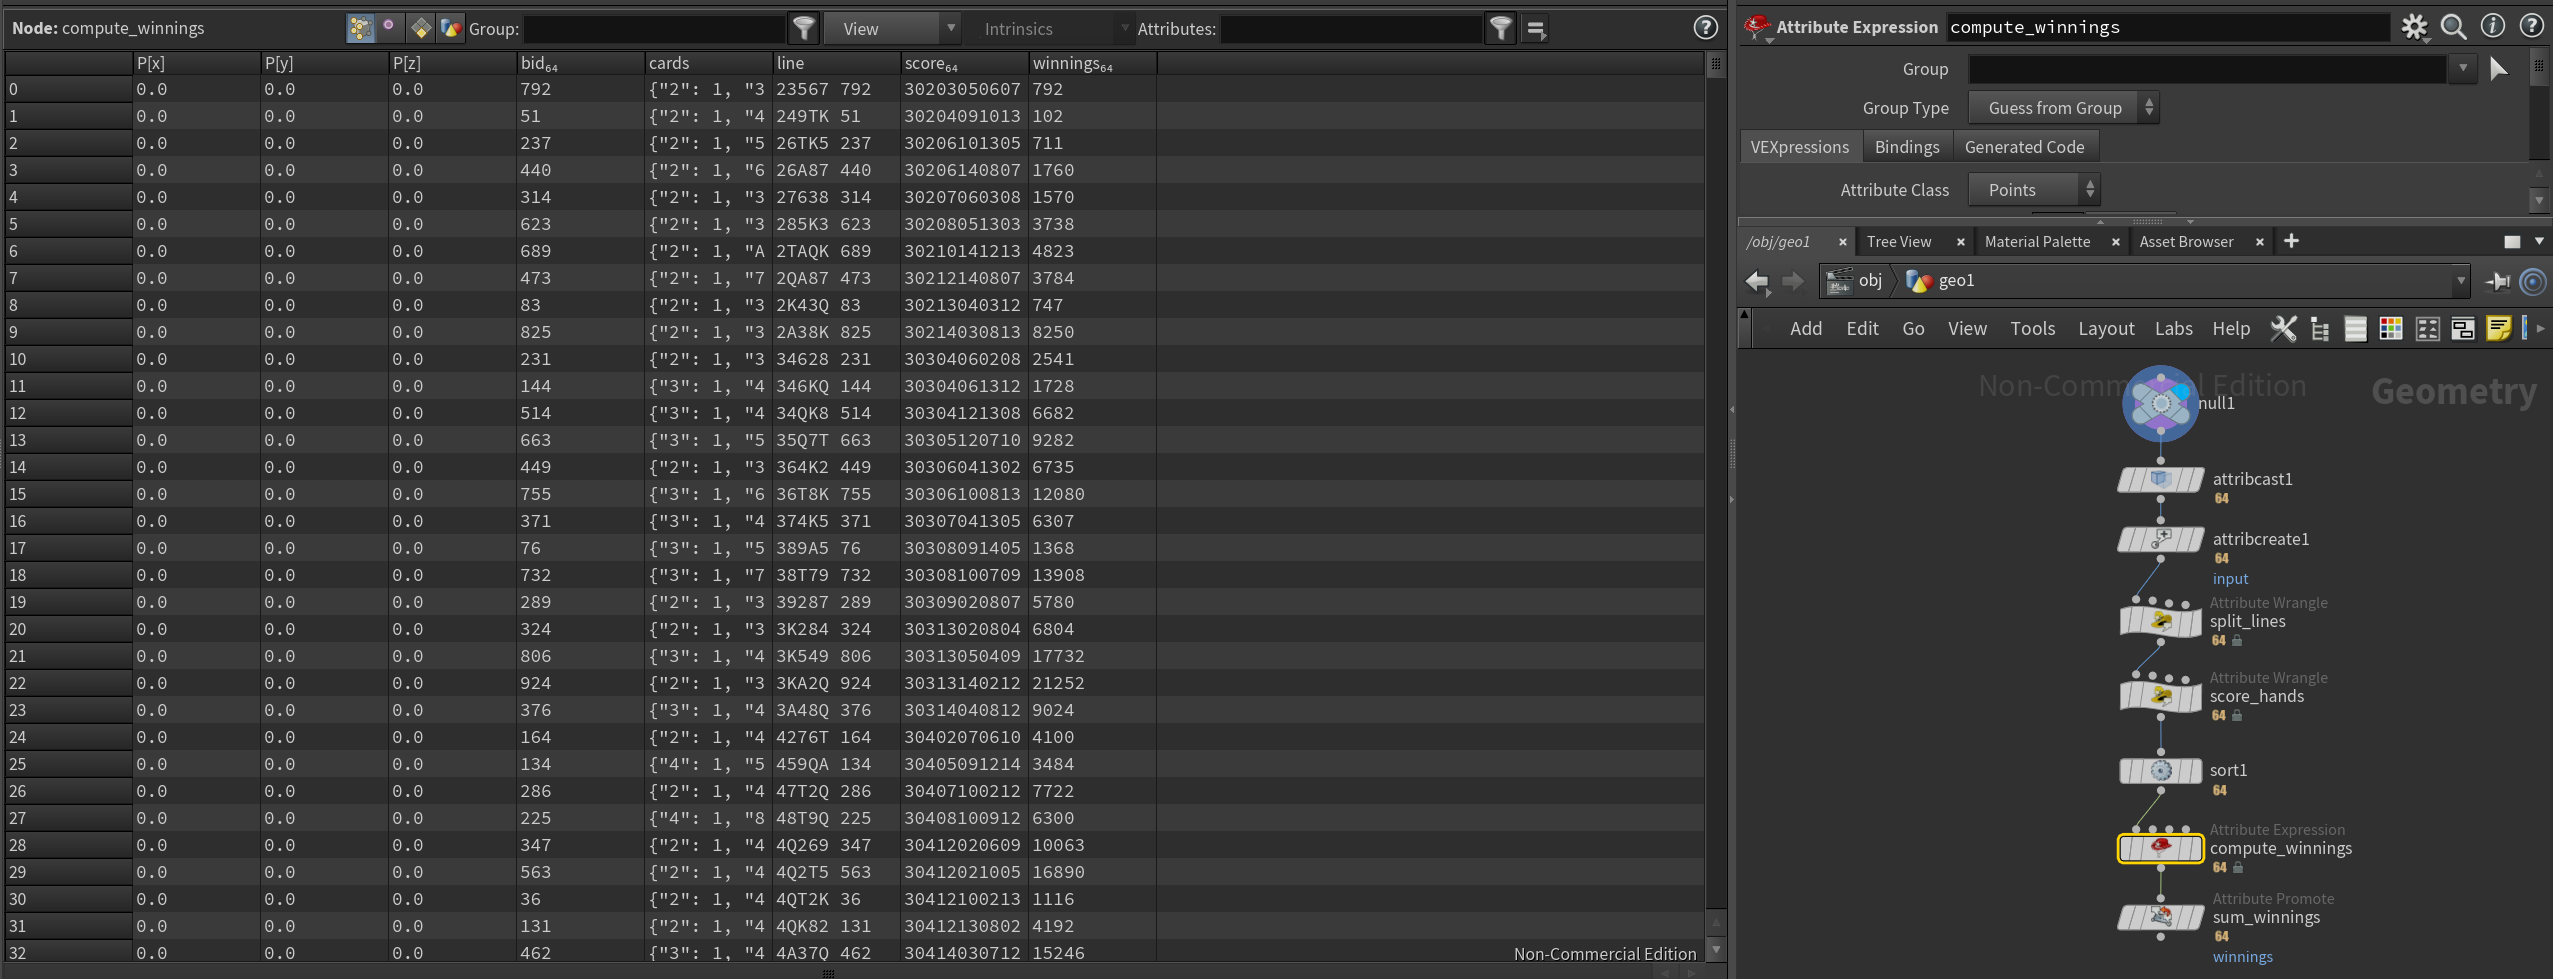 Node: compute_winnings Group: View Intrinsics Attributes:
P[x] P[y] P[z] bid64 cards line score64 winnings64
0 0.0 0.0 0.0 792 {"2": 1, "3 23567 792 30203050607 792
1 0.0 0.0 0.0 51 {"2": 1, "4 249TK 51 30204091013 102
2 0.0 0.0 0.0 237 {"2": 1, "5 26TK5 237 30206101305 711
3 0.0 0.0 0.0 440 {"2": 1, "6 26A87 440 30206140807 1760
4 0.0 0.0 0.0 314 {"2": 1, "3 27638 314 30207060308 1570
5 0.0 0.0 0.0 623 {"2": 1, "3 285K3 623 30208051303 3738
6 0.0 0.0 0.0 689 {"2": 1, "A 2TAQK 689 30210141213 4823
7 0.0 0.0 0.0 473 {"2": 1, "7 2QA87 473 30212140807 3784
8 0.0 0.0 0.0 83 {"2": 1, "3 2K43Q 83 30213040312 747
9 0.0 0.0 0.0 825 {"2": 1, "3 2A38K 825 30214030813 8250
10 0.0 0.0 0.0 231 {"2": 1, "3 34628 231 30304060208 2541
11 0.0 0.0 0.0 144 {"3": 1, "4 346KQ 144 30304061312 1728
12 0.0 0.0 0.0 514 {"3": 1, "4 34QK8 514 30304121308 6682
13 0.0 0.0 0.0 663 {"3": 1, "5 35Q7T 663 30305120710 9282
14 0.0 0.0 0.0 449 {"2": 1, "3 364K2 449 30306041302 6735
15 0.0 0.0 0.0 755 {"3": 1, "6 36T8K 755 30306100813 12080
16 0.0 0.0 0.0 371 {"3": 1, "4 374K5 371 30307041305 6307
17 0.0 0.0 0.0 76 {"3": 1, "5 389A5 76 30308091405 1368
18 0.0 0.0 0.0 732 {"3": 1, "7 38T79 732 30308100709 13908
19 0.0 0.0 0.0 289 {"2": 1, "3 39287 289 30309020807 5780
20 0.0 0.0 0.0 324 {"2": 1, "3 3K284 324 30313020804 6804
21 0.0 0.0 0.0 806 {"3": 1, "4 3K549 806 30313050409 17732
22 0.0 0.0 0.0 924 {"2": 1, "3 3KA2Q 924 30313140212 21252
23 0.0 0.0 0.0 376 {"3": 1, "4 3A48Q 376 30314040812 9024
24 0.0 0.0 0.0 164 {"2": 1, "4 4276T 164 30402070610 4100
25 0.0 0.0 0.0 134 {"4": 1, "5 459QA 134 30405091214 3484
26 0.0 0.0 0.0 286 {"2": 1, "4 47T2Q 286 30407100212 7722
27 0.0 0.0 0.0 225 {"4": 1, "8 48T9Q 225 30408100912 6300
28 0.0 0.0 0.0 347 {"2": 1, "4 4Q269 347 30412020609 10063
29 0.0 0.0 0.0 563 {"2": 1, "4 4Q2T5 563 30412021005 16890
30 0.0 0.0 0.0 36 {"2": 1, "4 4QT2K 36 30412100213 1116
31 0.0 0.0 0.0 131 {"2": 1, "4 4QK82 131 30412130802 4192
32 0.0 0.0 0.0 462 {"3": 1, "4 4A37Q 462 30414030712 15246
Non-Commercial Edition
Attribute Expression compute_winnings
Group
Group Type Guess from Group
VEXpressions Bindings Generated Code
Attribute Class Points
/obj/geo1 Tree View Material Palette Asset Browser
obj geo1
Add Edit Go View Tools Layout Labs Help
Non-Commercial Edition Geometry
null1
attribcast1
64
attribcreate1
64
input
Attribute Wrangle
split_lines
64
Attribute Wrangle
score_hands
64
sort1
64
Attribute Expression
compute_winnings
64
Attribute Promote
sum_winnings
64
winnings